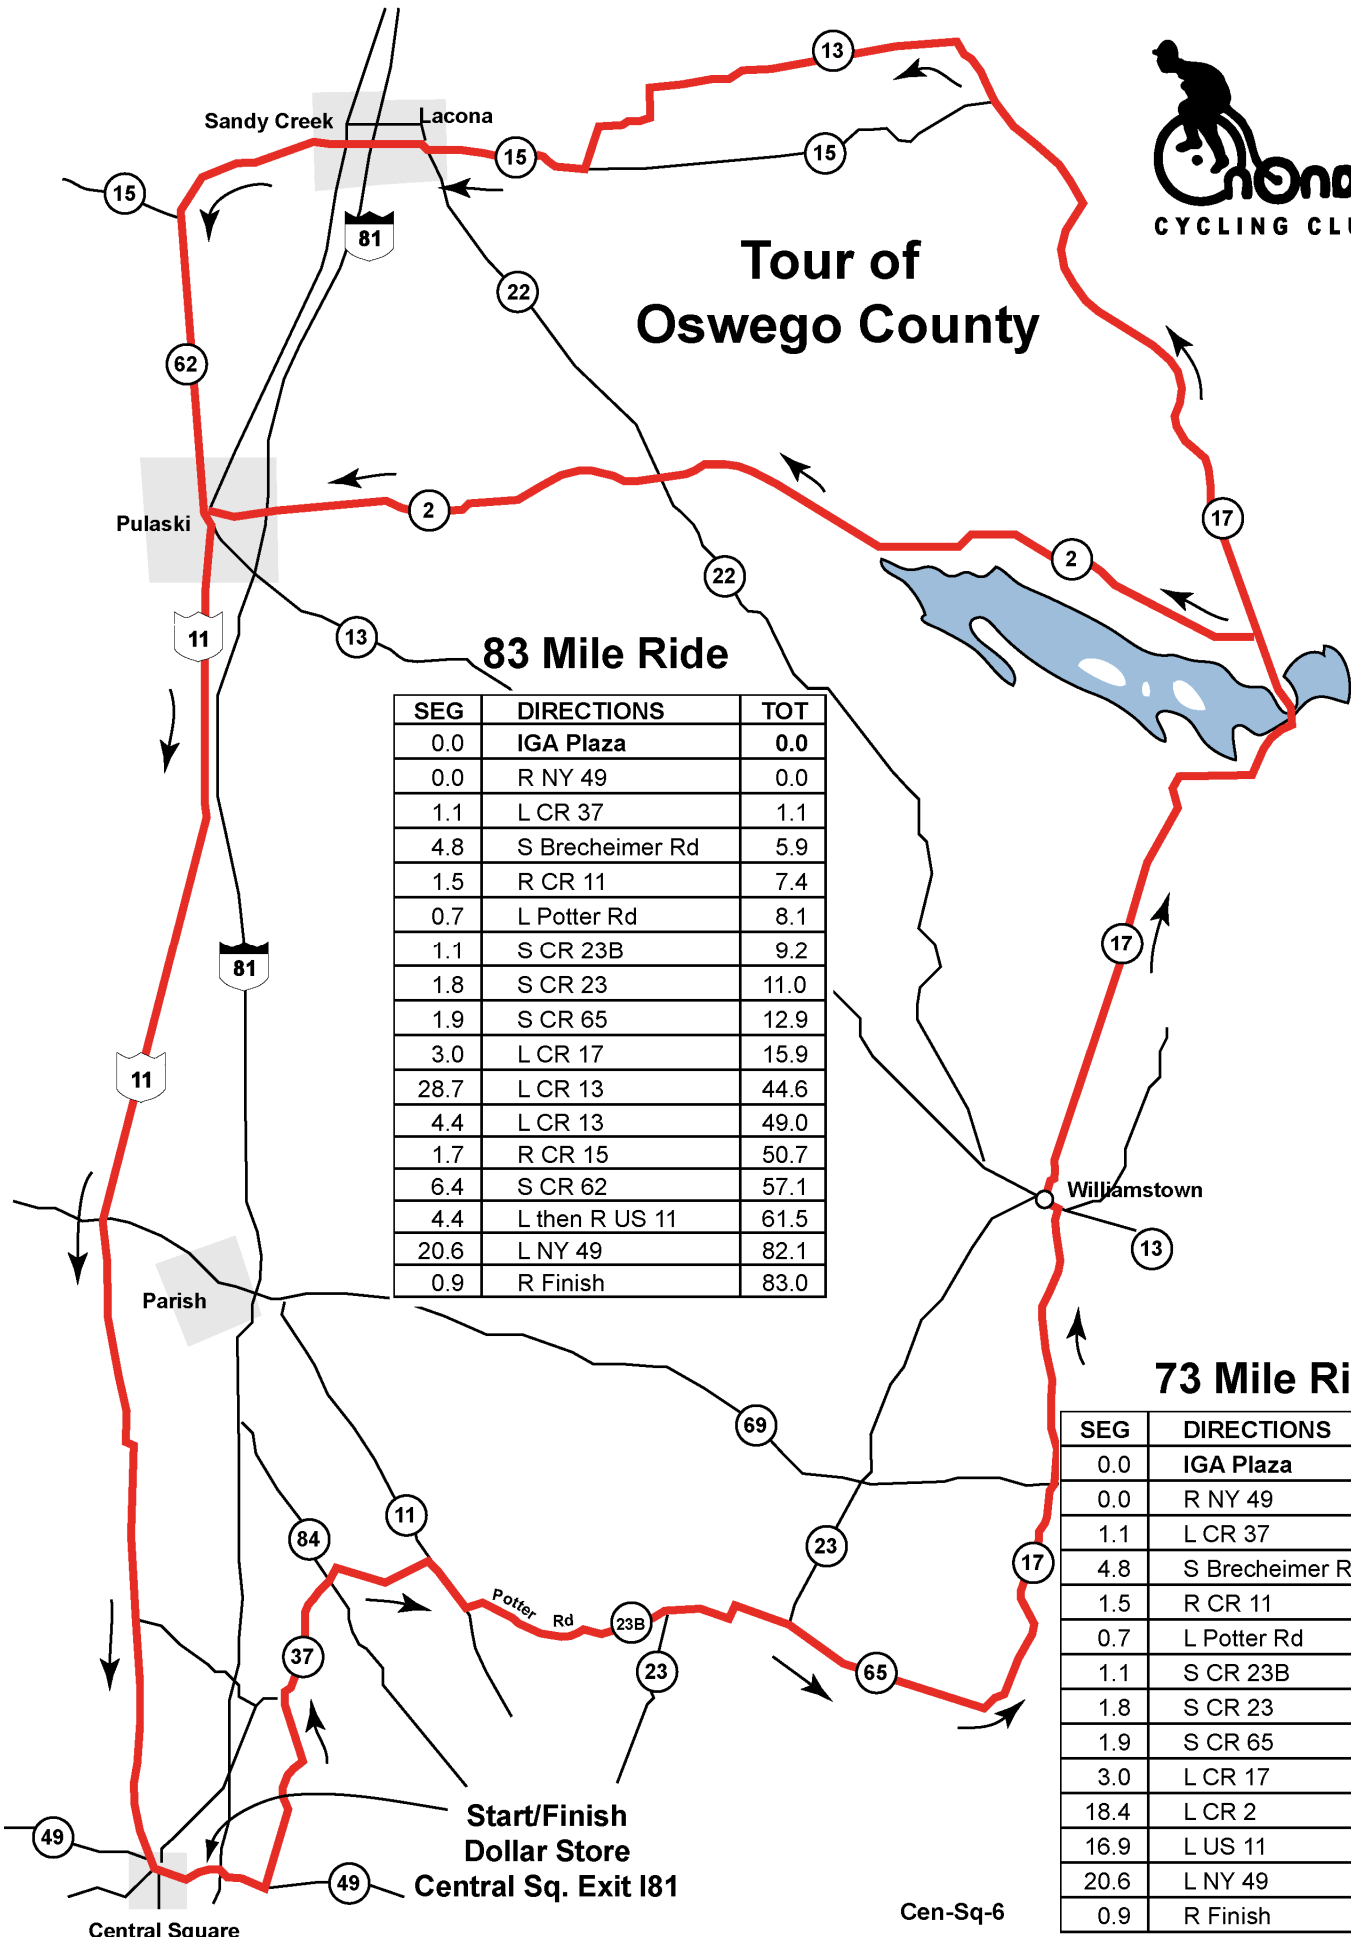 13
Sandy Creek
Lacona
15
15
15
81
nOnD
CYCLING CLU
Tour of
Oswego County
22
62
2
17
Pulaski
2
22
11
13
83 Mile Ride
SEG DIRECTIONS TOT
0.0 IGA Plaza 0.0
0.0 R NY 49 0.0
1.1 L CR 37 1.1
4.8 S Brecheimer Rd 5.9
1.5 R CR 11 7.4
0.7 L Potter Rd 8.1
1.1 S CR 23B 9.2
1.8 S CR 23 11.0
1.9 S CR 65 12.9
3.0 L CR 17 15.9
28.7 L CR 13 44.6
4.4 L CR 13 49.0
1.7 R CR 15 50.7
6.4 S CR 62 57.1
4.4 L then R US 11 61.5
20.6 L NY 49 82.1
0.9 R Finish 83.0
17
81
11
Williamstown
13
Parish
73 Mile Ri
SEG DIRECTIONS
0.0 IGA Plaza
0.0 R NY 49
1.1 L CR 37
4.8 S Brecheimer R
1.5 R CR 11
0.7 L Potter Rd
1.1 S CR 23B
1.8 S CR 23
1.9 S CR 65
3.0 L CR 17
18.4 L CR 2
16.9 L US 11
20.6 L NY 49
0.9 R Finish
69
11
84
23
17
Potter Rd
23B
37
23
65
Start/Finish
Dollar Store
Central Sq. Exit I81
49
49
Cen-Sq-6
Central Square